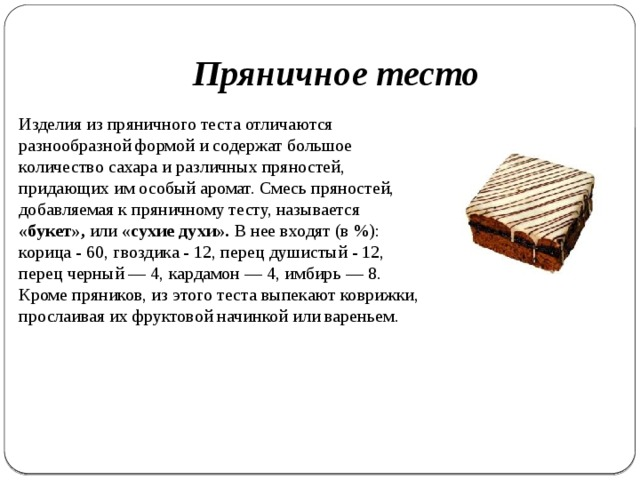 Пряничное тесто
Изделия из пряничного теста отличаются
разнообразной формой и содержат большое
количество сахара и различных пряностей,
придающих им особый аромат. Смесь пряностей,
добавляемая к пряничному тесту, называется
«букет», или «сухие духи». В нее входят (в %):
корица - 60, гвоздика - 12, перец душистый - 12,
перец черный — 4, кардамон — 4, имбирь — 8.
Кроме пряников, из этого теста выпекают коврижки,
прослаивая их фруктовой начинкой или вареньем.